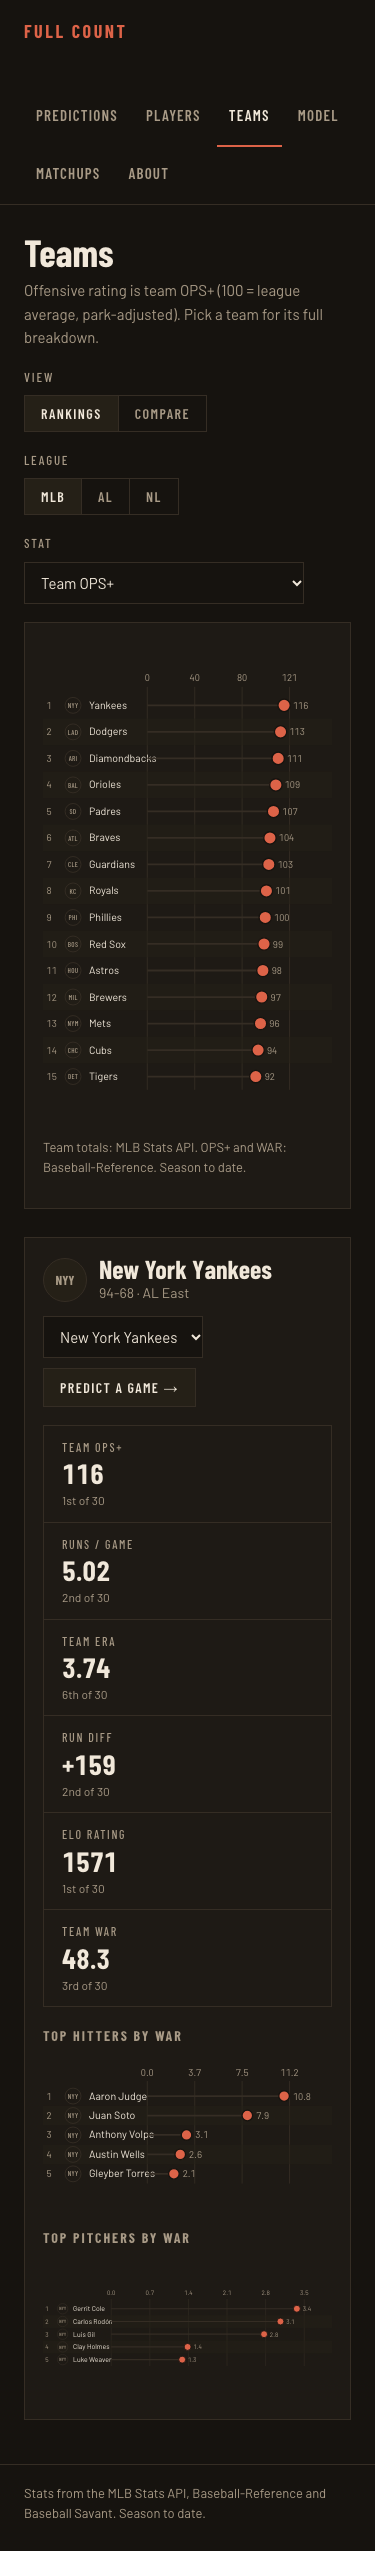 FULL COUNT
PREDICTIONS PLAYERS TEAMS MODEL
MATCHUPS ABOUT
Teams
Offensive rating is team OPS+ (100 = league
average, park-adjusted). Pick a team for its full
breakdown.
VIEW
RANKINGS COMPARE
LEAGUE
MLB AL NL
STAT
Team OPS+
0 40 80 121
1 NYY Yankees 116
2 LAD Dodgers 113
3 ARI Diamondbacks 111
4 BAL Orioles 109
5 SD Padres 107
6 ATL Braves 104
7 CLE Guardians 103
8 KC Royals 101
9 PHI Phillies 100
10 BOS Red Sox 99
11 HOU Astros 98
12 MIL Brewers 97
13 NYM Mets 96
14 CHC Cubs 94
15 DET Tigers 92
Team totals: MLB Stats API. OPS+ and WAR:
Baseball-Reference. Season to date.
NYY New York Yankees
94-68 · AL East
New York Yankees
PREDICT A GAME →
TEAM OPS+
116
1st of 30
RUNS / GAME
5.02
2nd of 30
TEAM ERA
3.74
6th of 30
RUN DIFF
+159
2nd of 30
ELO RATING
1571
1st of 30
TEAM WAR
48.3
3rd of 30
TOP HITTERS BY WAR
0.0 3.7 7.5 11.2
1 NYY Aaron Judge 10.8
2 NYY Juan Soto 7.9
3 NYY Anthony Volpe 3.1
4 NYY Austin Wells 2.6
5 NYY Gleyber Torres 2.1
TOP PITCHERS BY WAR
0.0 0.7 1.4 2.1 2.8 3.5
1 NYY Gerrit Cole 3.4
2 NYY Carlos Rodón 3.1
3 NYY Luis Gil 2.8
4 NYY Clay Holmes 1.4
5 NYY Luke Weaver 1.3
Stats from the MLB Stats API, Baseball-Reference and
Baseball Savant. Season to date.